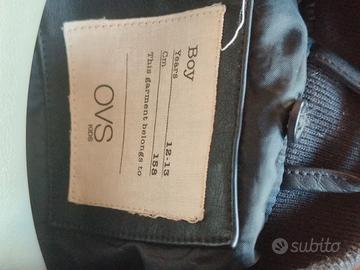 Boy
Years 12-13
Cm 158
This garment belongs to
OVS
KIDS
subito